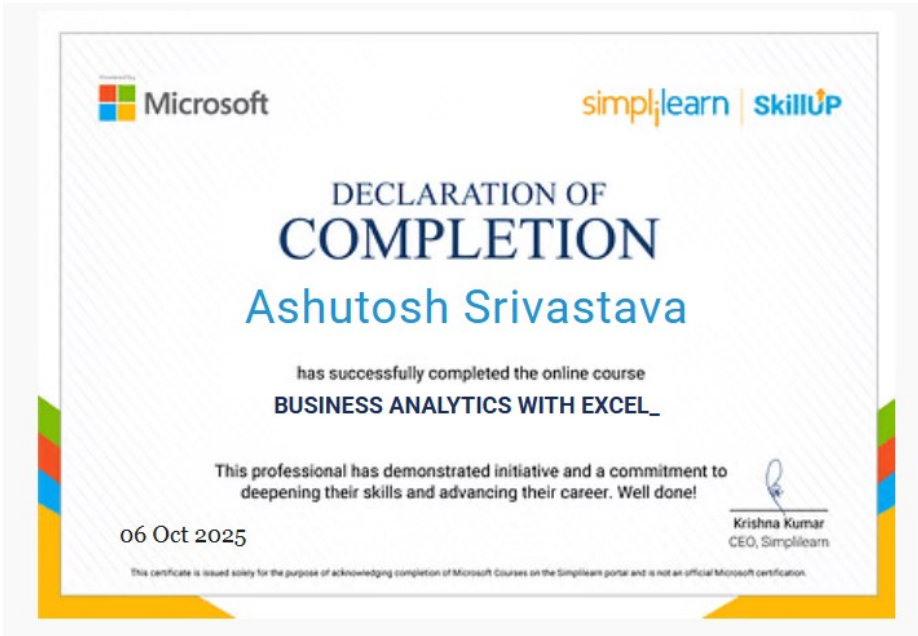 Powered by
Microsoft
simplilearn | SkillUP
DECLARATION OF
COMPLETION
Ashutosh Srivastava
has successfully completed the online course
BUSINESS ANALYTICS WITH EXCEL_
This professional has demonstrated initiative and a commitment to
deepening their skills and advancing their career. Well done!
06 Oct 2025
Krishna Kumar
CEO, Simplilearn
This certificate is issued solely for the purpose of acknowledging completion of Microsoft Courses on the Simplilearn portal and is not an official Microsoft certification.